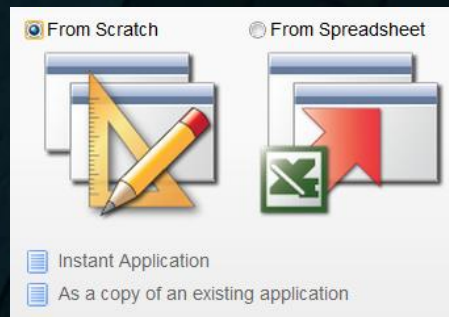 From Scratch
From Spreadsheet
Instant Application
As a copy of an existing application